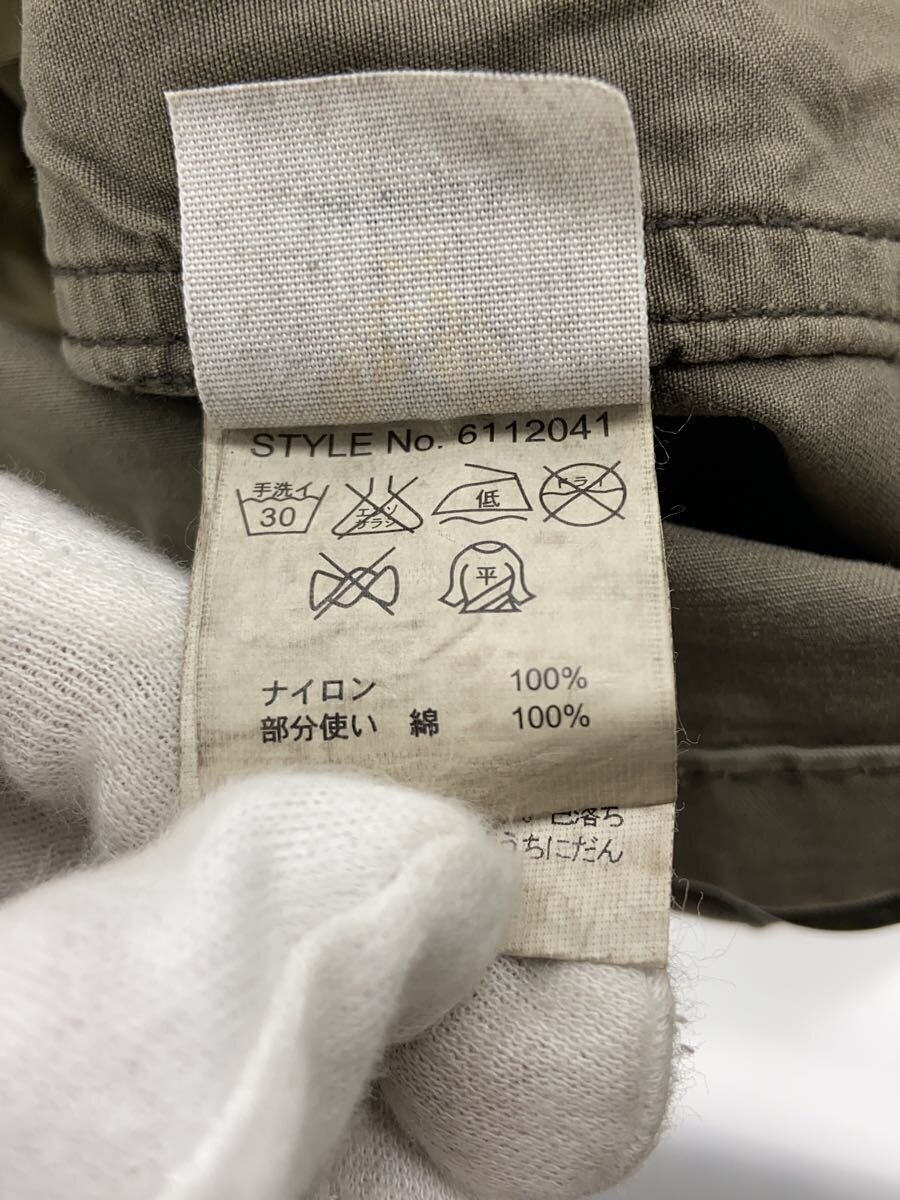 STYLE No. 6112041
手洗イ
30
エンソ
サラシ
低
ドライ
平
ナイロン 100%
部分使い 綿 100%
色落ち
うちにだん